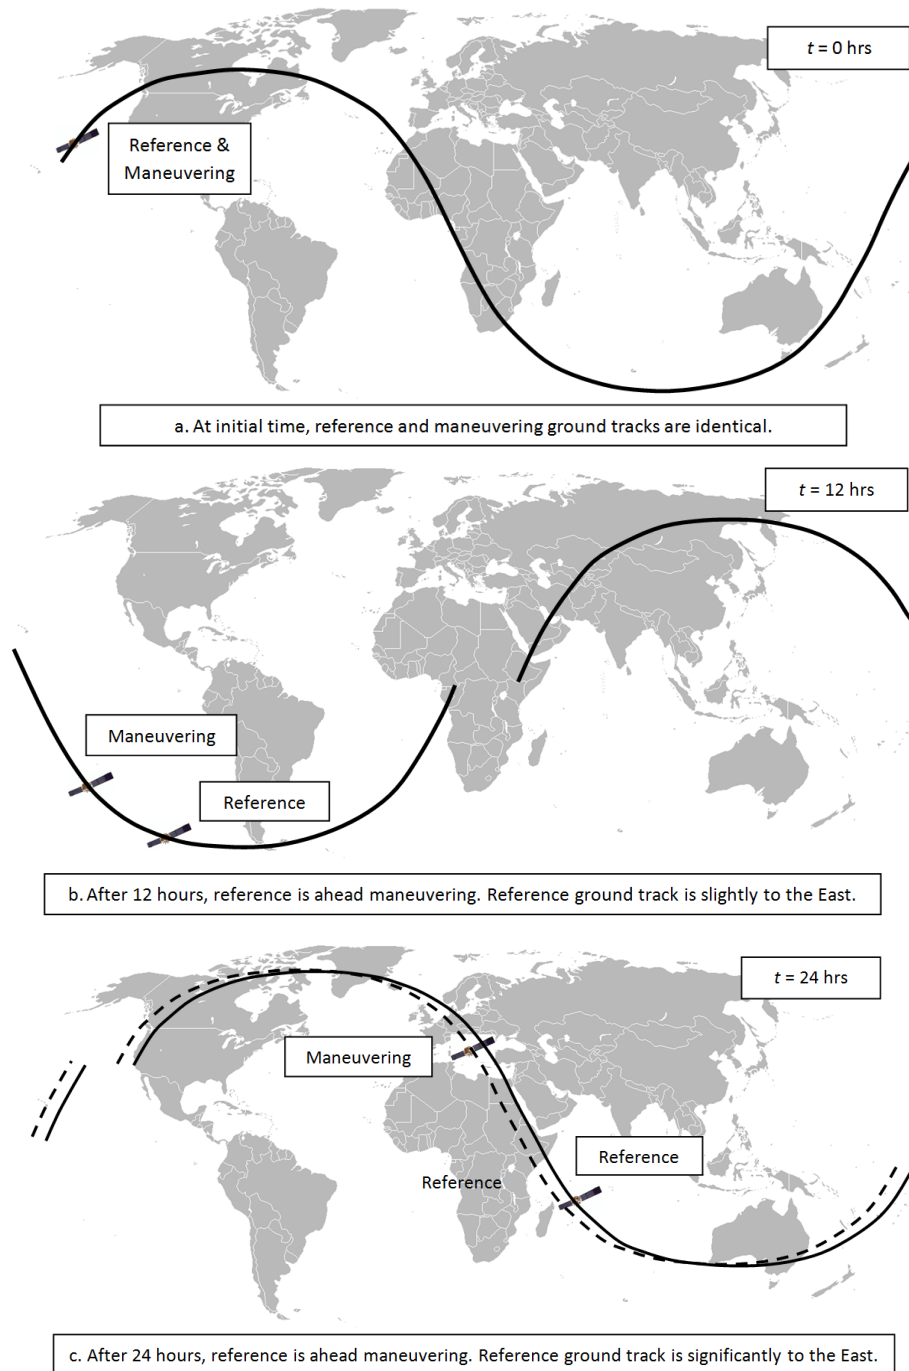 t = 0 hrs
Reference &
Maneuvering
a. At initial time, reference and maneuvering ground tracks are identical.
t = 12 hrs
Maneuvering
Reference
b. After 12 hours, reference is ahead maneuvering. Reference ground track is slightly to the East.
t = 24 hrs
Maneuvering
Reference
Reference
c. After 24 hours, reference is ahead maneuvering. Reference ground track is significantly to the East.